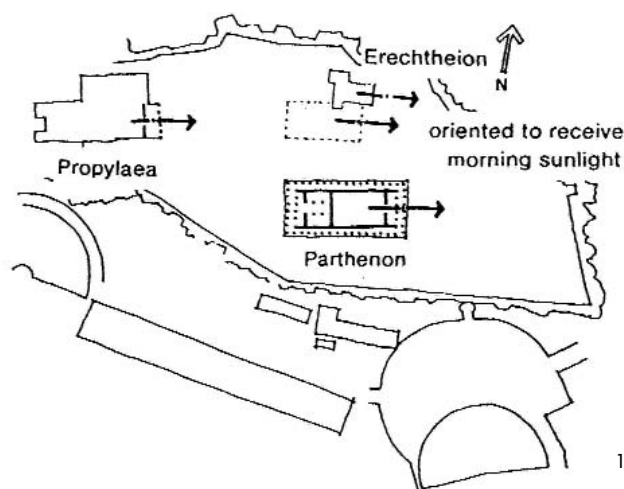 Erechtheion
N
oriented to receive
morning sunlight
Propylaea
Parthenon
1